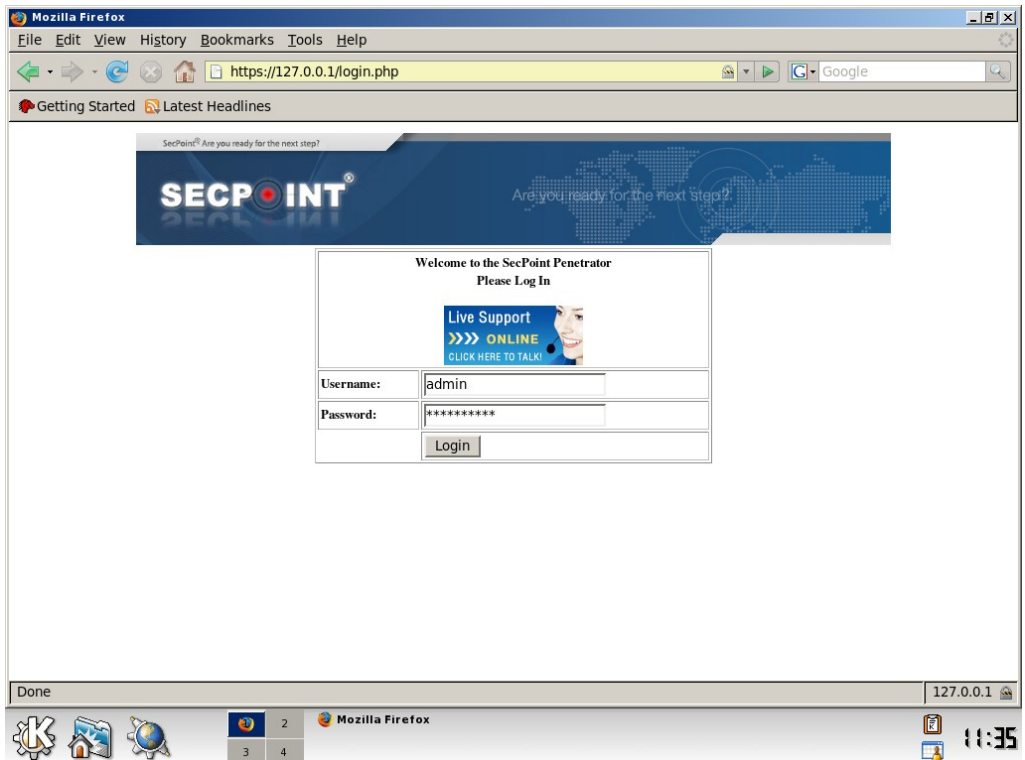 Mozilla Firefox
File Edit View History Bookmarks Tools Help
https://127.0.0.1/login.php
G Google
Getting Started Latest Headlines
SecPoint® Are you ready for the next step?
SECPOINT®
Are you ready for the next step?
Welcome to the SecPoint Penetrator
Please Log In
Live Support
»» ONLINE
CLICK HERE TO TALK!
Username: admin
Password: **********
Login
Done 127.0.0.1
K 2 Mozilla Firefox
3 4 11:35